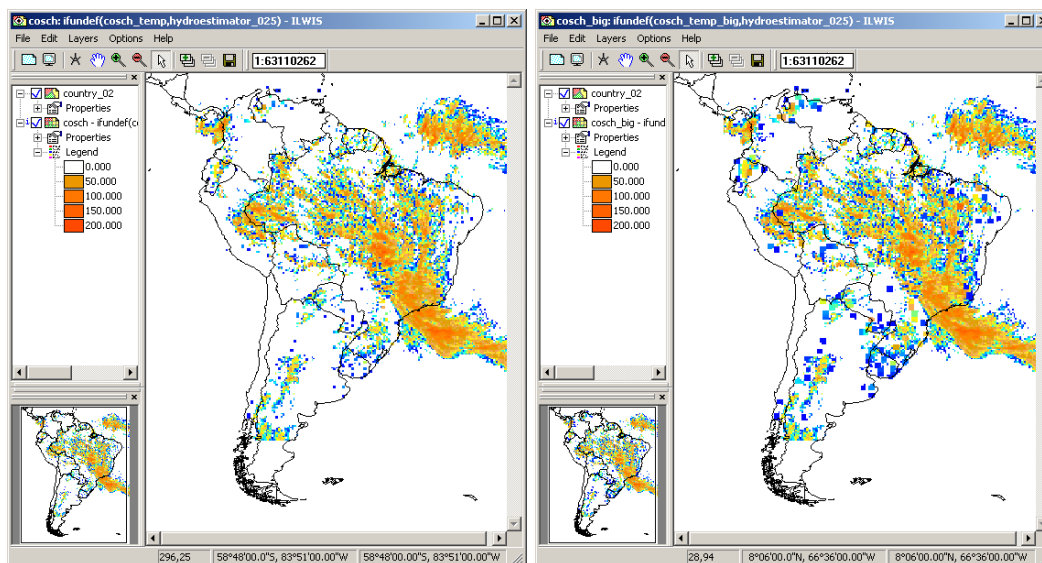 cosch: ifundef(cosch_temp,hydroestimator_025) - ILWIS
File Edit Layers Options Help
1:63110262
country_02
Properties
cosch - ifundef(co
Properties
Legend
0.000
50.000
100.000
150.000
200.000
296,25 58°48'00.0"S, 83°51'00.00"W 58°48'00.00"S, 83°51'00.00"W
cosch_big: ifundef(cosch_temp_big,hydroestimator_025) - ILWIS
File Edit Layers Options Help
1:63110262
country_02
Properties
cosch_big - ifund
Properties
Legend
0.000
50.000
100.000
150.000
200.000
28,94 8°06'00.0"N, 66°36'00.00"W 8°06'00.00"N, 66°36'00.00"W